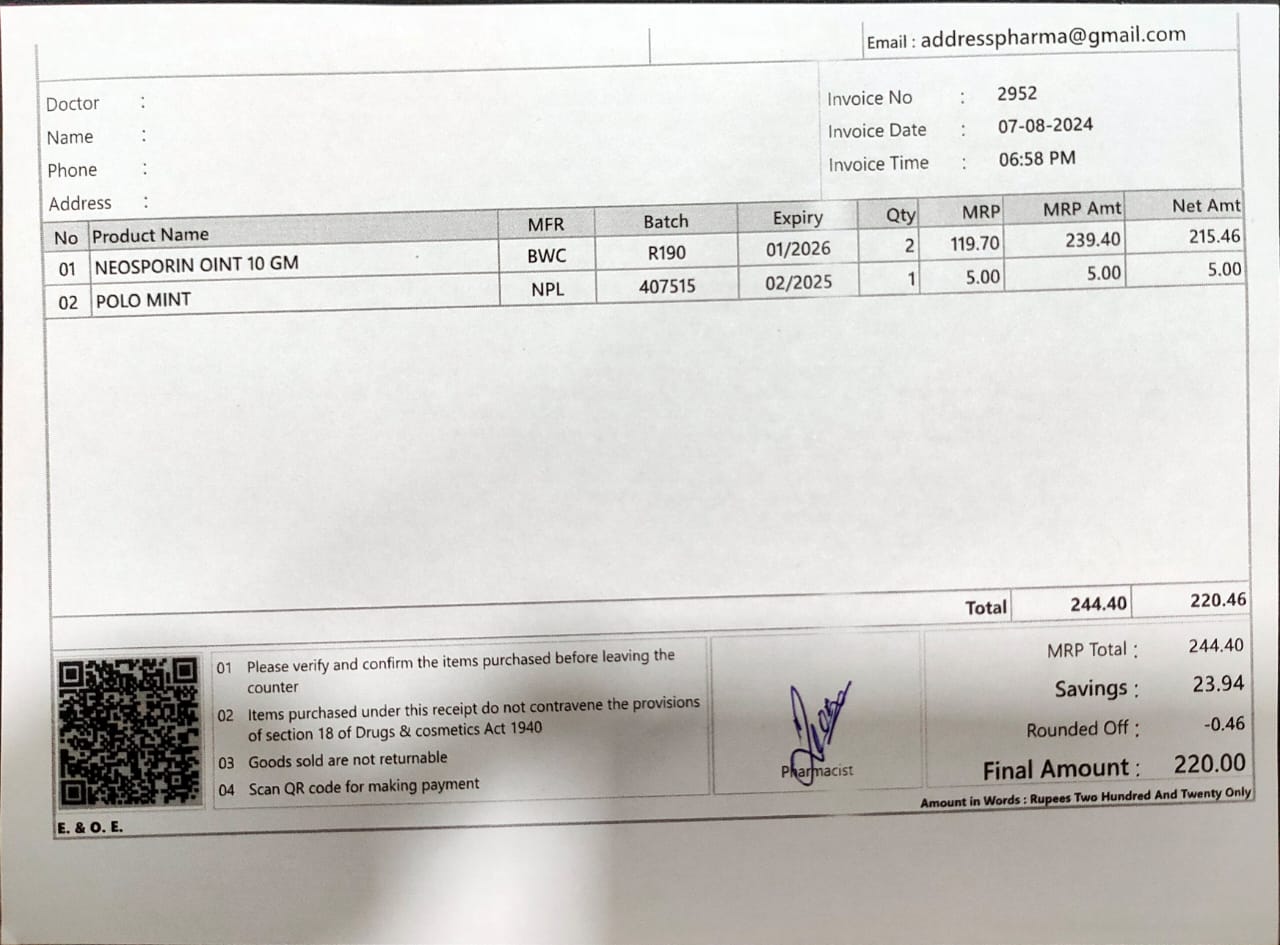 Email : addresspharma@gmail.com
Doctor :
Name :
Phone :
Address :
Invoice No : 2952
Invoice Date : 07-08-2024
Invoice Time : 06:58 PM
No Product Name MFR Batch Expiry Qty MRP MRP Amt Net Amt
01 NEOSPORIN OINT 10 GM BWC R190 01/2026 2 119.70 239.40 215.46
02 POLO MINT NPL 407515 02/2025 1 5.00 5.00 5.00
Total 244.40 220.46
01 Please verify and confirm the items purchased before leaving the
counter
02 Items purchased under this receipt do not contravene the provisions
of section 18 of Drugs & cosmetics Act 1940
03 Goods sold are not returnable
04 Scan QR code for making payment
Pharmacist
MRP Total : 244.40
Savings : 23.94
Rounded Off : -0.46
Final Amount : 220.00
Amount in Words : Rupees Two Hundred And Twenty Only
E. & O. E.